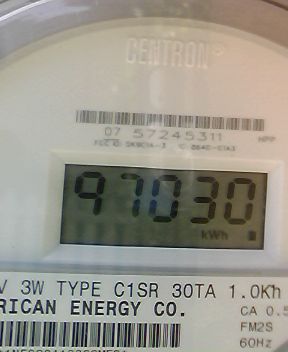 CENTRON®
07 57245311
97030
kWh
V 3W TYPE C1SR 30TA 1.0Kh
RICAN ENERGY CO.
CA 0.5
FM2S
60Hz